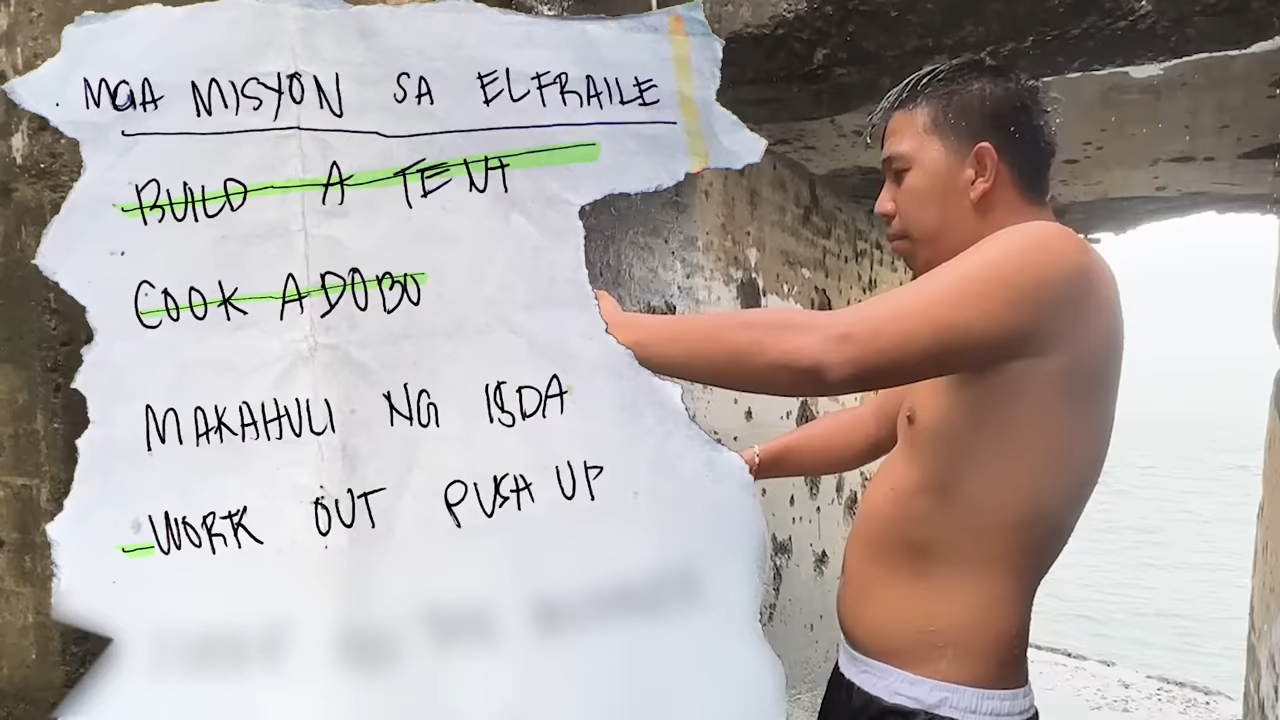 MGA MISYON SA ELFRAILE
BUILD A TENT
COOK ADOBO
MAKAHULI NG ISDA
WORK OUT PUSH UP